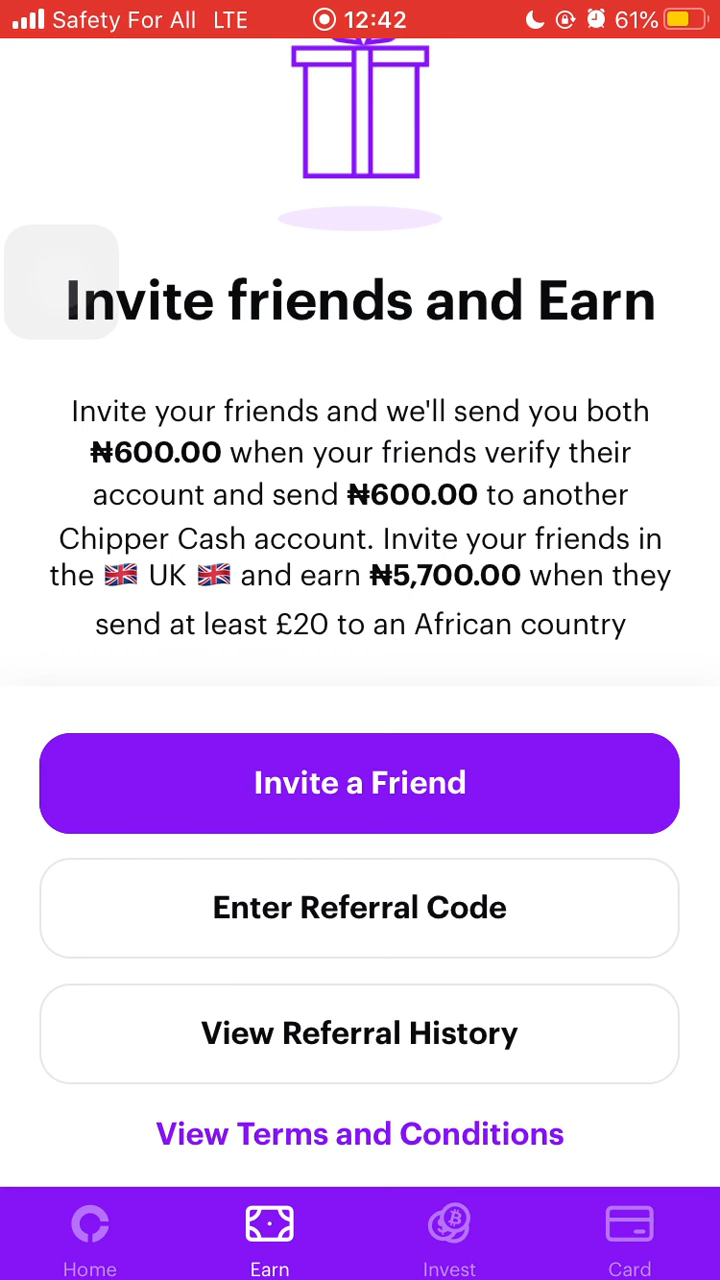 Safety For All LTE 12:42 61%
Invite friends and Earn
Invite your friends and we'll send you both
₦600.00 when your friends verify their
account and send ₦600.00 to another
Chipper Cash account. Invite your friends in
the 🇬🇧 UK 🇬🇧 and earn ₦5,700.00 when they
send at least £20 to an African country
Invite a Friend
Enter Referral Code
View Referral History
View Terms and Conditions
Home Earn Invest Card